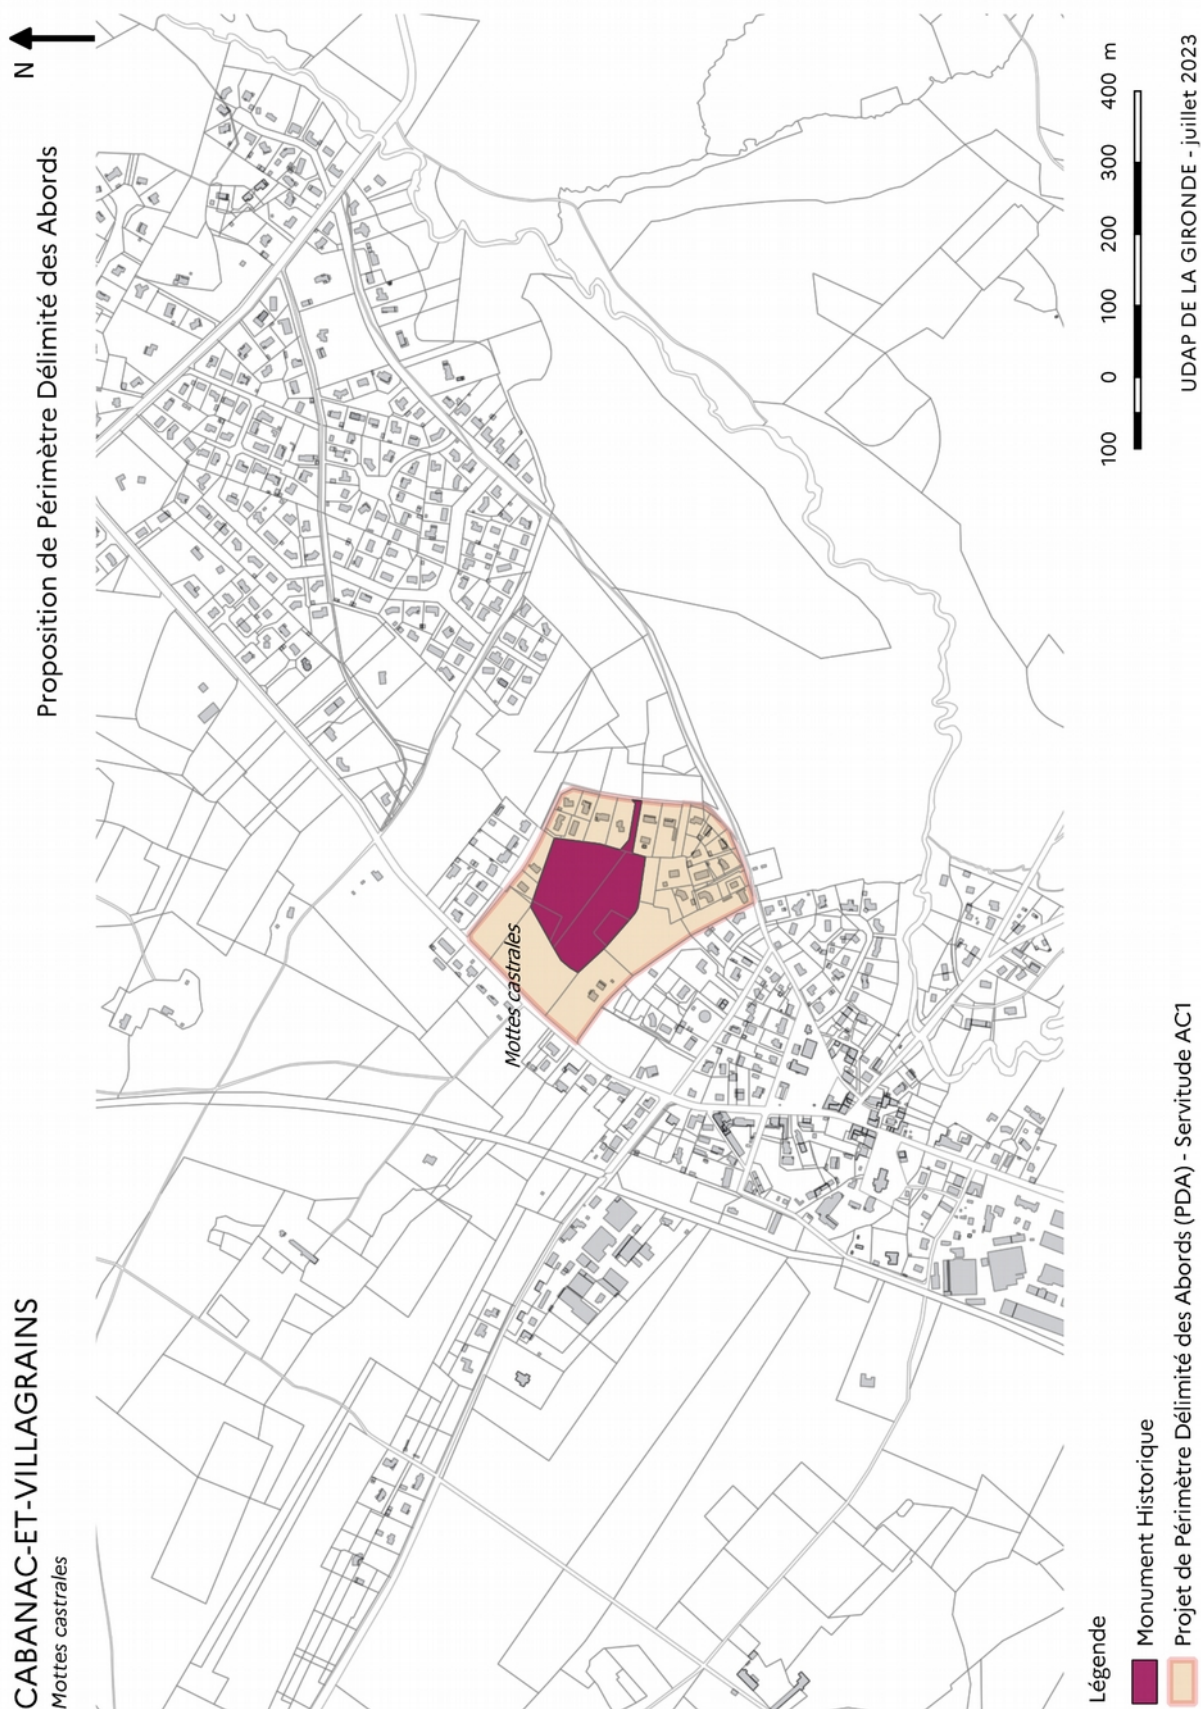 CABANAC-ET-VILLAGRAINS
Mottes castrales
Proposition de Périmètre Délimité des Abords
N
Mottes castrales
Légende
Monument Historique
Projet de Périmètre Délimité des Abords (PDA) - Servitude AC1
100 0 100 200 300 400 m
UDAP DE LA GIRONDE - juillet 2023